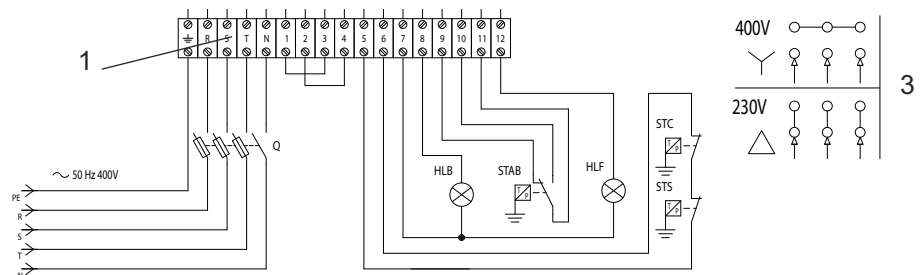 ⏚ R S T N 1 2 3 4 5 6 7 8 9 10 11 12
1
Q
~ 50 Hz 400V
PE
R
S
T
N
HLB
STAB
T P
HLF
STC
T P
STS
T P
400V
230V
3